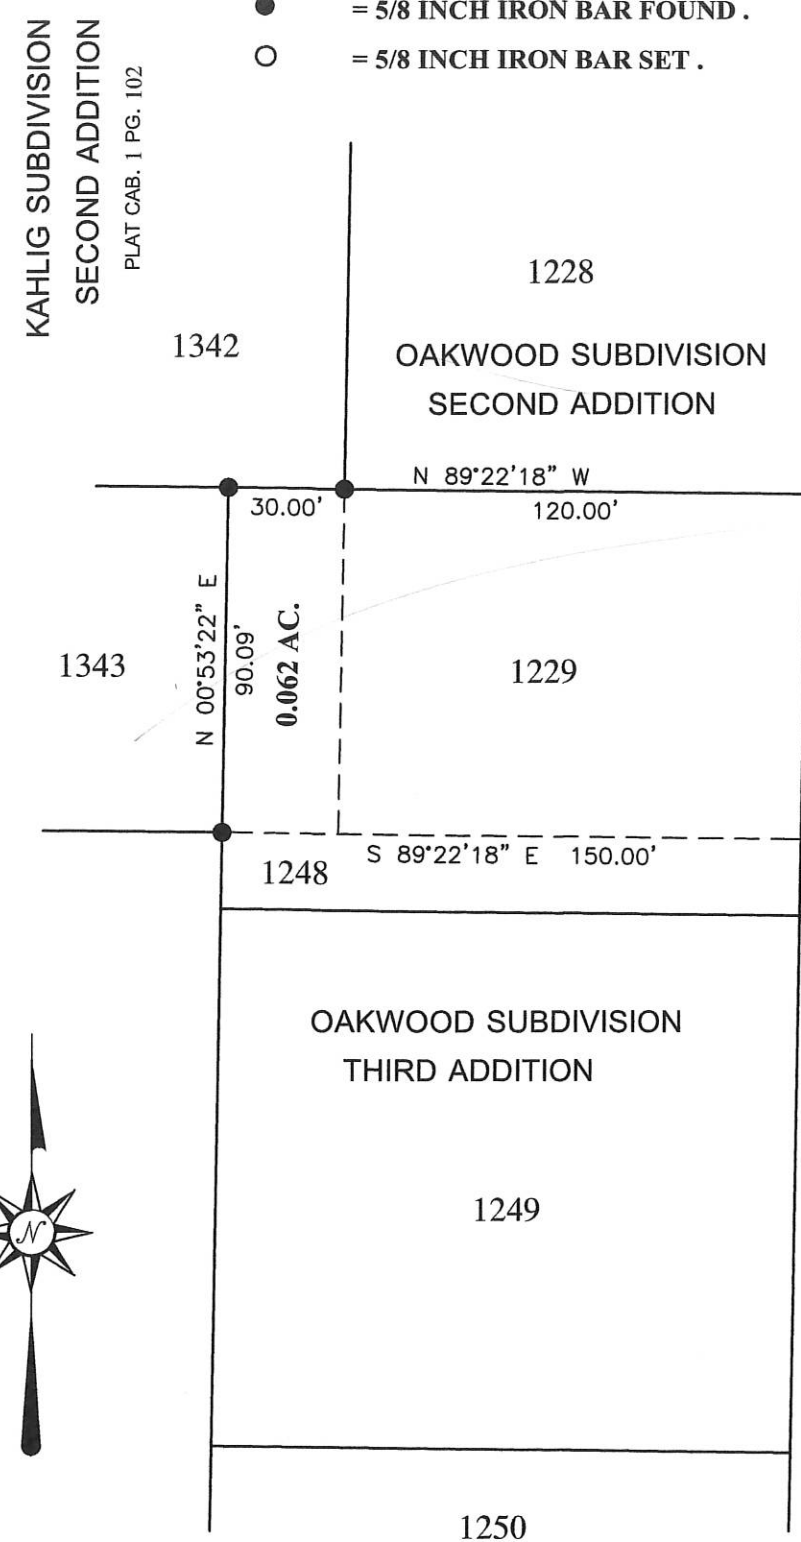 = 5/8 INCH IRON BAR FOUND .
= 5/8 INCH IRON BAR SET .
KAHLIG SUBDIVISION
SECOND ADDITION
PLAT CAB. 1 PG. 102
1228
1342
OAKWOOD SUBDIVISION
SECOND ADDITION
N 89°22'18" W
30.00'
120.00'
N 00°53'22" E
90.09'
0.062 AC.
1343
1229
S 89°22'18" E 150.00'
1248
OAKWOOD SUBDIVISION
THIRD ADDITION
1249
N
1250